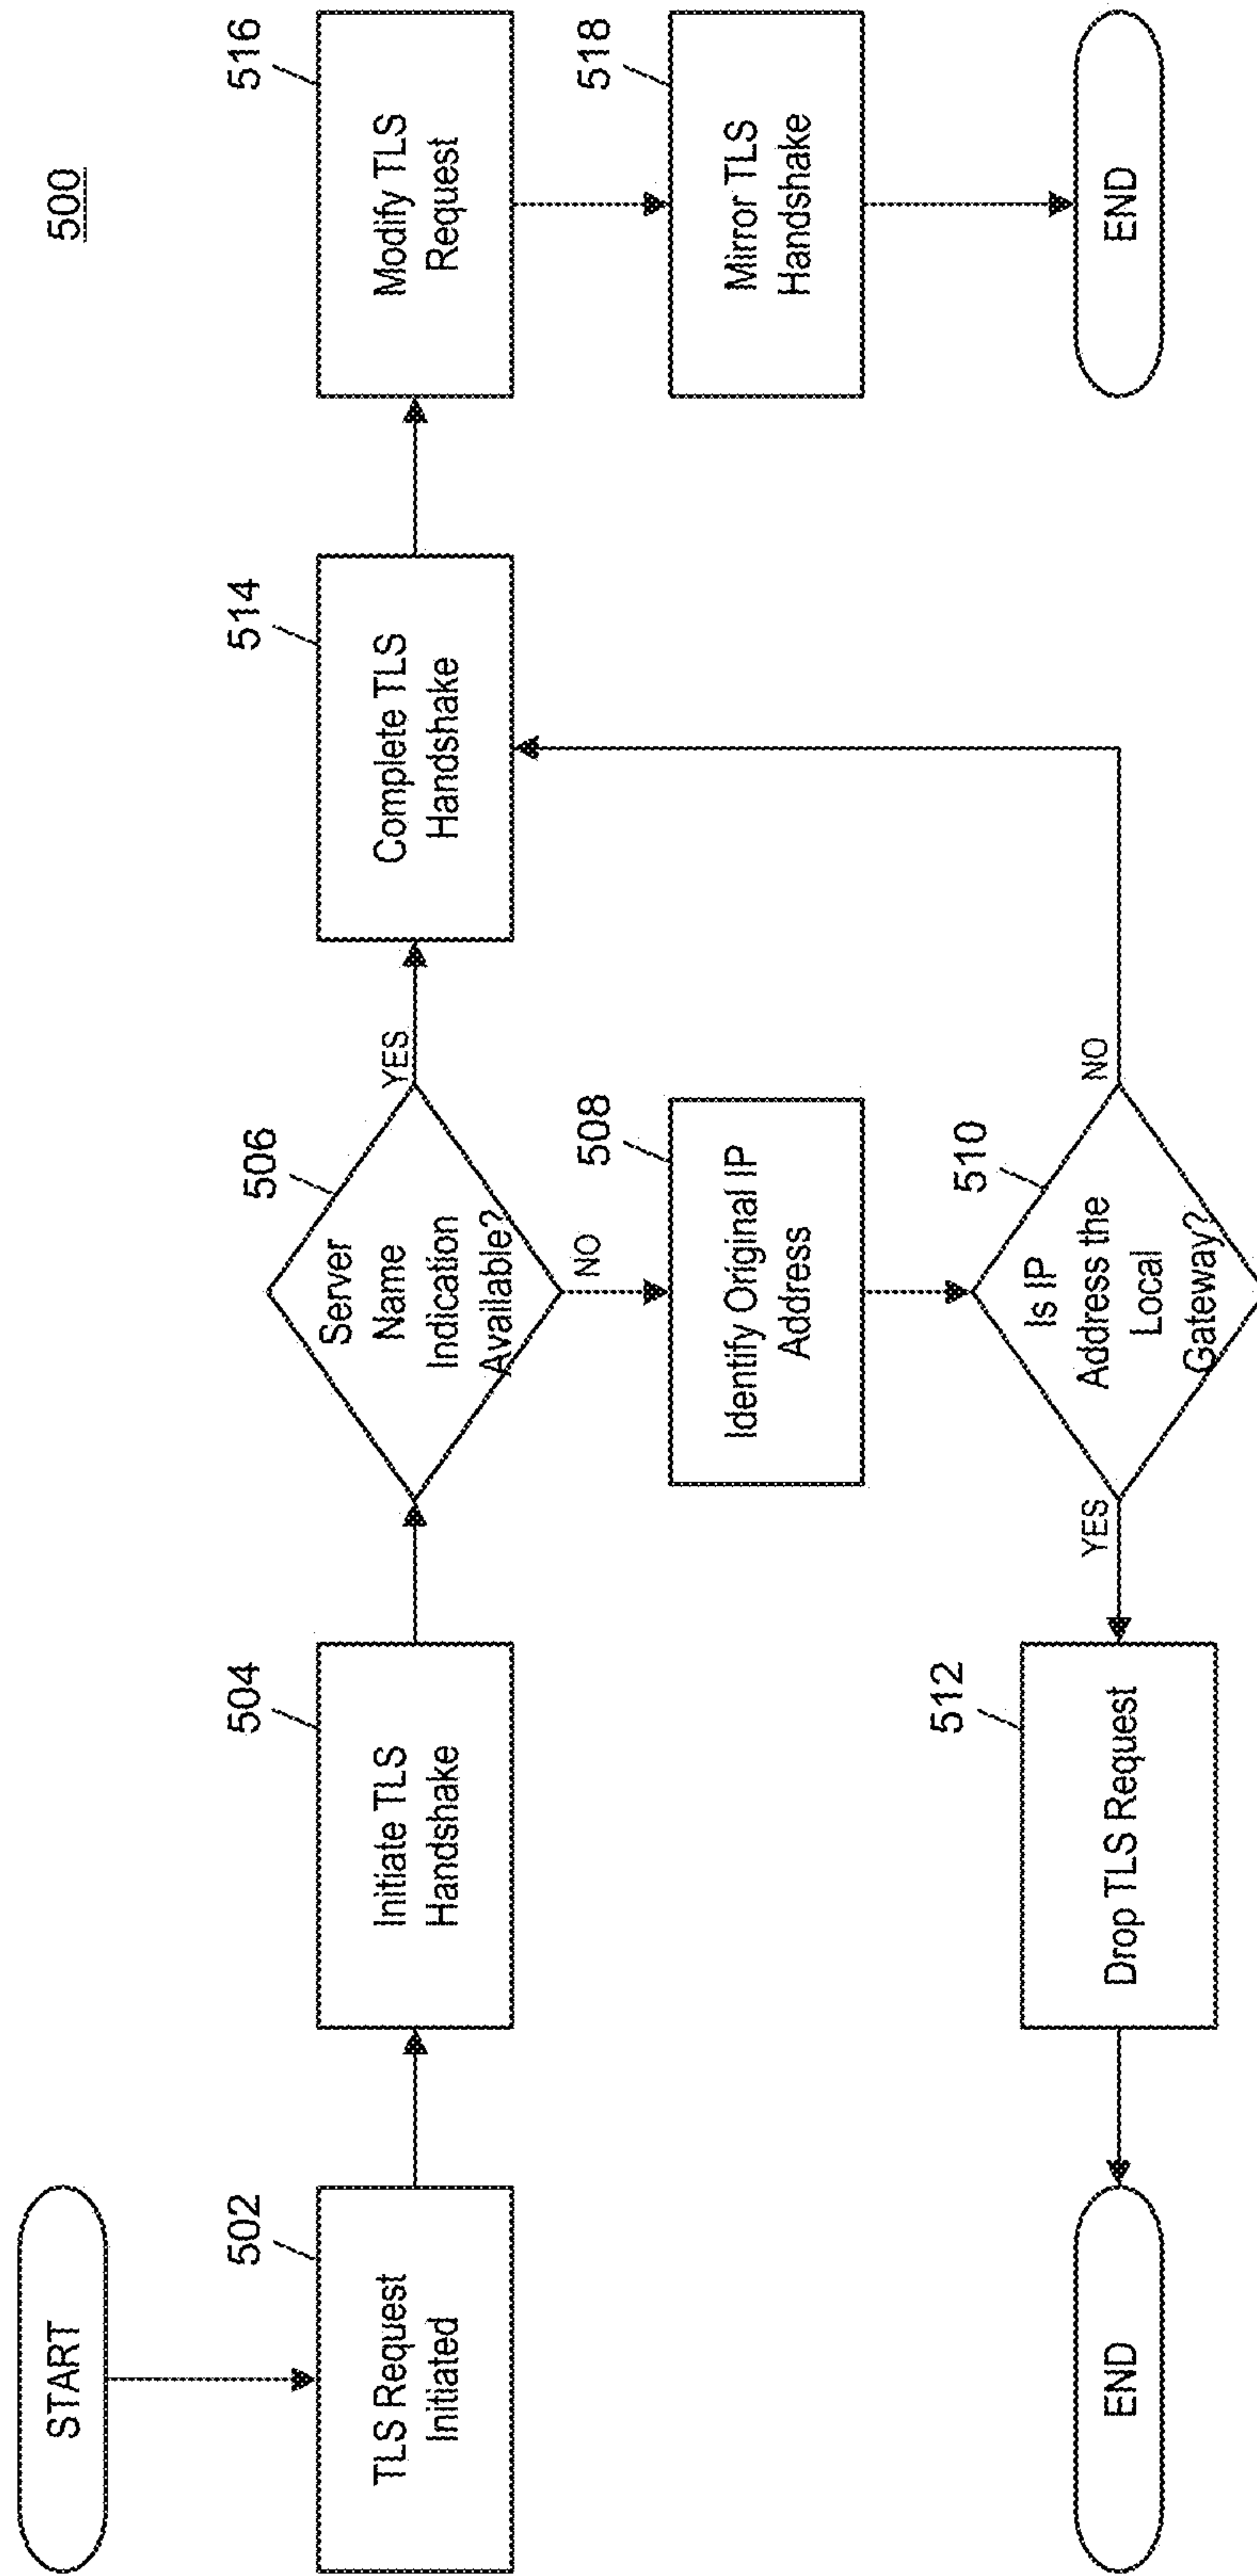 500
START
502
TLS Request
Initiated
504
Initiate TLS
Handshake
506
Server
Name
Indication
Available?
YES
NO
514
Complete TLS
Handshake
516
Modify TLS
Request
508
Identify Original IP
Address
518
Mirror TLS
Handshake
510
Is IP
Address the
Local
Gateway?
YES
NO
512
Drop TLS Request
END
END